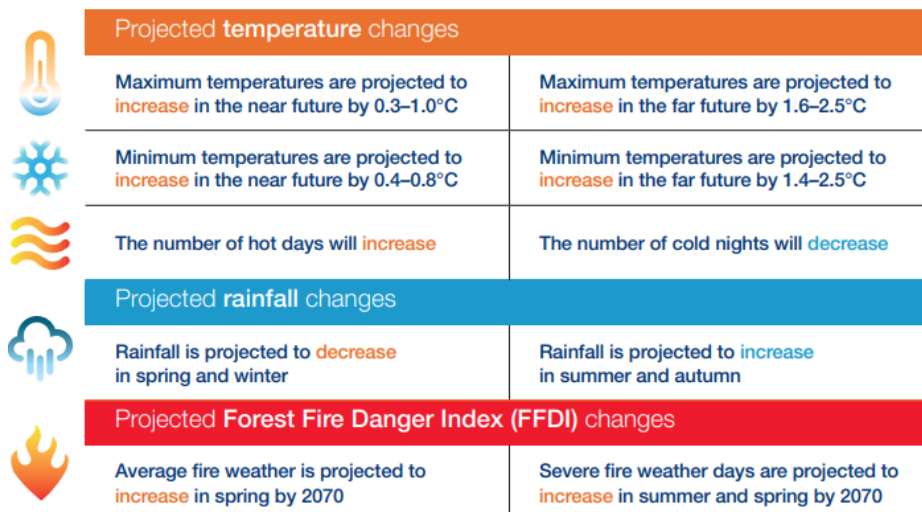 Projected temperature changes
Maximum temperatures are projected to
increase in the near future by 0.3–1.0°C
Maximum temperatures are projected to
increase in the far future by 1.6–2.5°C
Minimum temperatures are projected to
increase in the near future by 0.4–0.8°C
Minimum temperatures are projected to
increase in the far future by 1.4–2.5°C
The number of hot days will increase
The number of cold nights will decrease
Projected rainfall changes
Rainfall is projected to decrease
in spring and winter
Rainfall is projected to increase
in summer and autumn
Projected Forest Fire Danger Index (FFDI) changes
Average fire weather is projected to
increase in spring by 2070
Severe fire weather days are projected to
increase in summer and spring by 2070